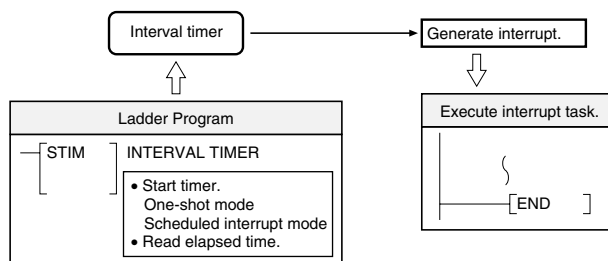 Interval timer
Generate interrupt.
Ladder Program
STIM
INTERVAL TIMER
• Start timer.
One-shot mode
Scheduled interrupt mode
• Read elapsed time.
Execute interrupt task.
END